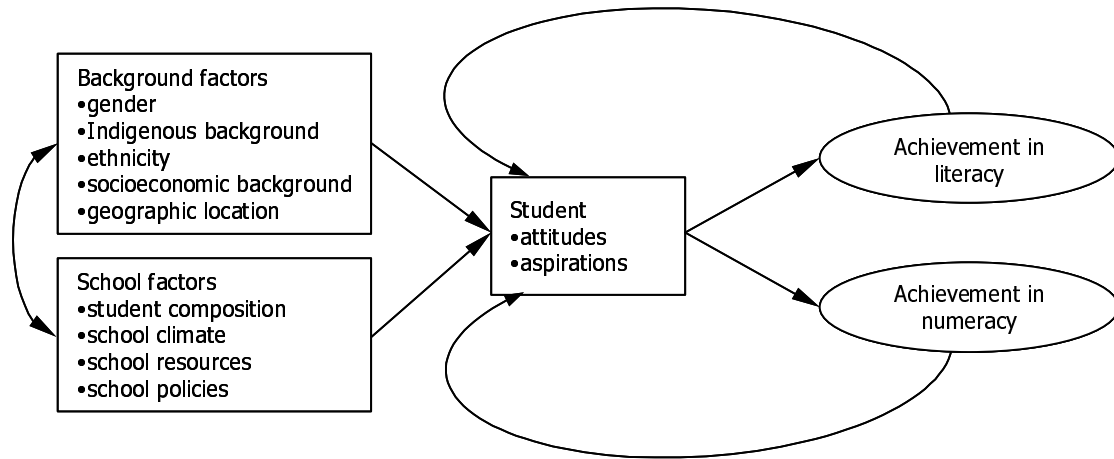 Background factors
•gender
•Indigenous background
•ethnicity
•socioeconomic background
•geographic location
School factors
•student composition
•school climate
•school resources
•school policies
Student
•attitudes
•aspirations
Achievement in
literacy
Achievement in
numeracy